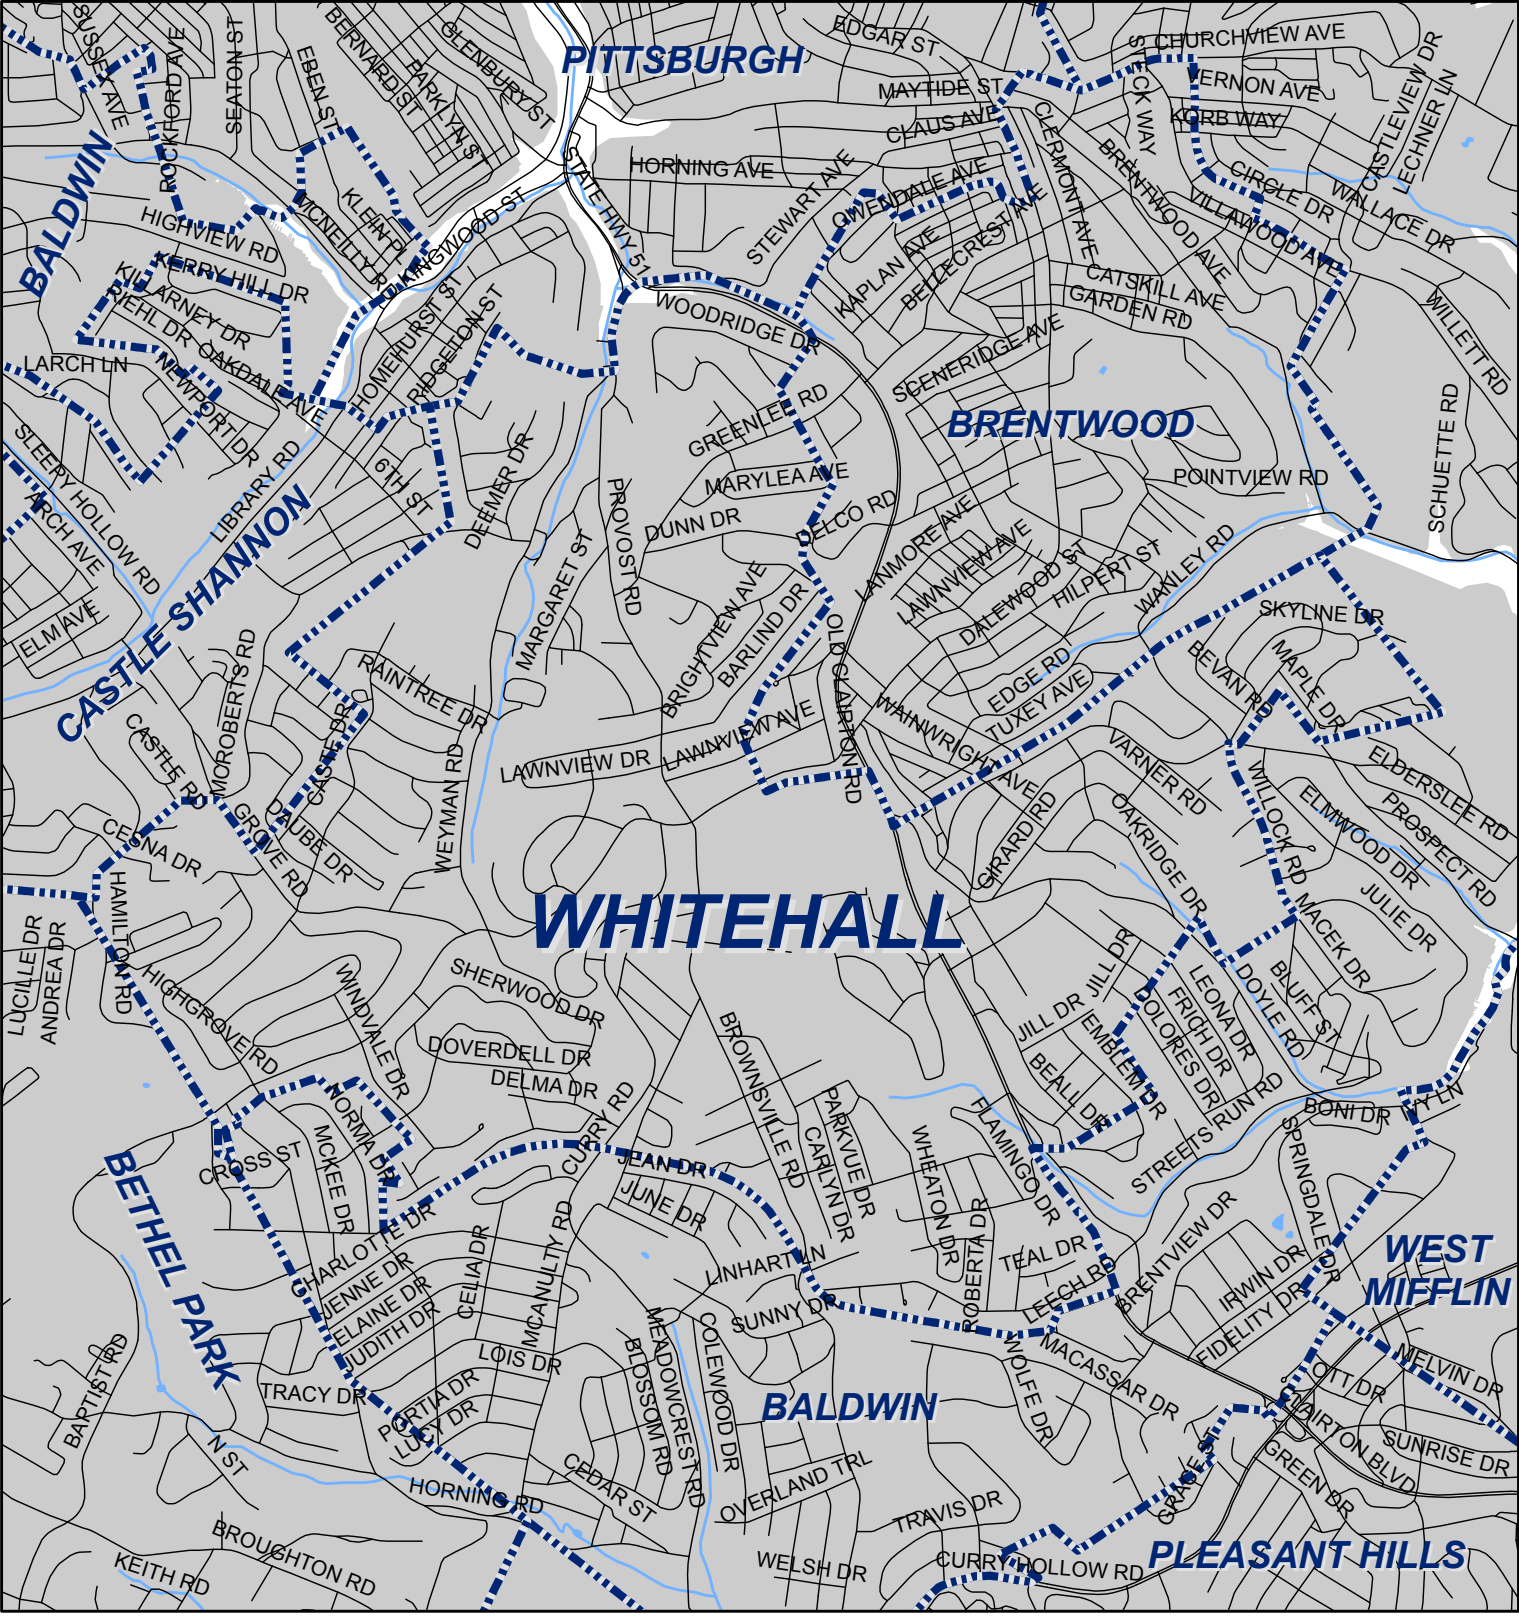 PITTSBURGH
EDGAR ST
CHURCHVIEW AVE
SUSSEX AVE
ROCKFORD AVE
SEATON ST
EBEN ST
BERNARD ST
PARKLYN ST
GLENBURY ST
MAYTIDE ST
CLAUS AVE
STECK WAY
VERNON AVE
KORB WAY
CASTLEVIEW DR
LECHNER LN
BALDWIN
HORNING AVE
STATE HWY 51
STEWART AVE
OWENDALE AVE
CLERMONT AVE
BRENTWOOD AVE
CIRCLE DR
VILLAWOOD AVE
WALLACE DR
HIGHVIEW RD
KERRY HILL DR
KILLARNEY DR
RIEHL DR
OAKDALE AVE
MCNEILLY RD
KLEIN PL
KINGWOOD ST
HOMEHURST ST
RIDGETON ST
KAPLAN AVE
BELLECREST AVE
CATSKILL AVE
GARDEN RD
WOODRIDGE DR
SCENERIDGE AVE
WILLETT RD
LARCH LN
NEWPORT DR
GREENLEE RD
BRENTWOOD
SLEEPY HOLLOW RD
LIBRARY RD
6TH ST
DEEMER DR
MARYLEA AVE
POINTVIEW RD
SCHUETTE RD
ARCH AVE
CASTLE SHANNON
PROVOST RD
DUNN DR
DELCO RD
LANMORE AVE
LAWNVIEW AVE
DALEWOOD ST
HILPERT ST
WANLEY RD
MARGARET ST
ELM AVE
BRIGHTVIEW AVE
BARLIND DR
OLD CLAIRTON RD
SKYLINE DR
MOROBERTS RD
RAINTREE DR
EDGE RD
TUXEY AVE
BEVAN RD
MAPLE DR
CASTLE RD
CASTE DR
LAWNVIEW DR
LAWNVIEW AVE
WAINWRIGHT AVE
VARNER RD
ELDERSLEE RD
WEYMAN RD
GROVE RD
DAUBE DR
CESNA DR
GIRARD RD
OAKRIDGE DR
WILLOCK RD
ELMWOOD DR
PROSPECT RD
HAMILTON RD
WHITEHALL
JULIE DR
MACEK DR
LUCILLE DR
ANDREA DR
HIGHGROVE RD
WINDVALE DR
SHERWOOD DR
JILL DR
JILL DR
LEONA DR
FRICH DR
DOLORES DR
DOYLE RD
BLUFF ST
DOVERDELL DR
DELMA DR
BROWNSVILLE RD
EMBLEM DR
BEALL DR
CURRY RD
NORMA DR
MCKEE DR
CROSS ST
PARKVUE DR
CARLYN DR
WHEATON DR
FLAMINGO DR
STREETS RUN RD
BONI DR
IVY LN
SPRINGDALE DR
BETHEL PARK
JEAN DR
JUNE DR
CHARLOTTE DR
JENNE DR
ELAINE DR
JUDITH DR
CELIA DR
MCANULTY RD
LINHART LN
SUNNY DR
ROBERTA DR
TEAL DR
LEECH RD
BRENTVIEW DR
IRWIN DR
FIDELITY DR
WEST
MIFFLIN
BAPTIST RD
TRACY DR
PORTIA DR
LUCY DR
LOIS DR
BLOSSOM RD
MEADOWCREST RD
COLEWOOD DR
BALDWIN
WOLFE DR
MACASSAR DR
OTT DR
MELVIN DR
CLAIRTON BLVD
SUNRISE DR
N ST
HORNING RD
CEDAR ST
OVERLAND TRL
TRAVIS DR
GRACE ST
GREEN DR
BROUGHTON RD
KEITH RD
WELSH DR
CURRY HOLLOW RD
PLEASANT HILLS